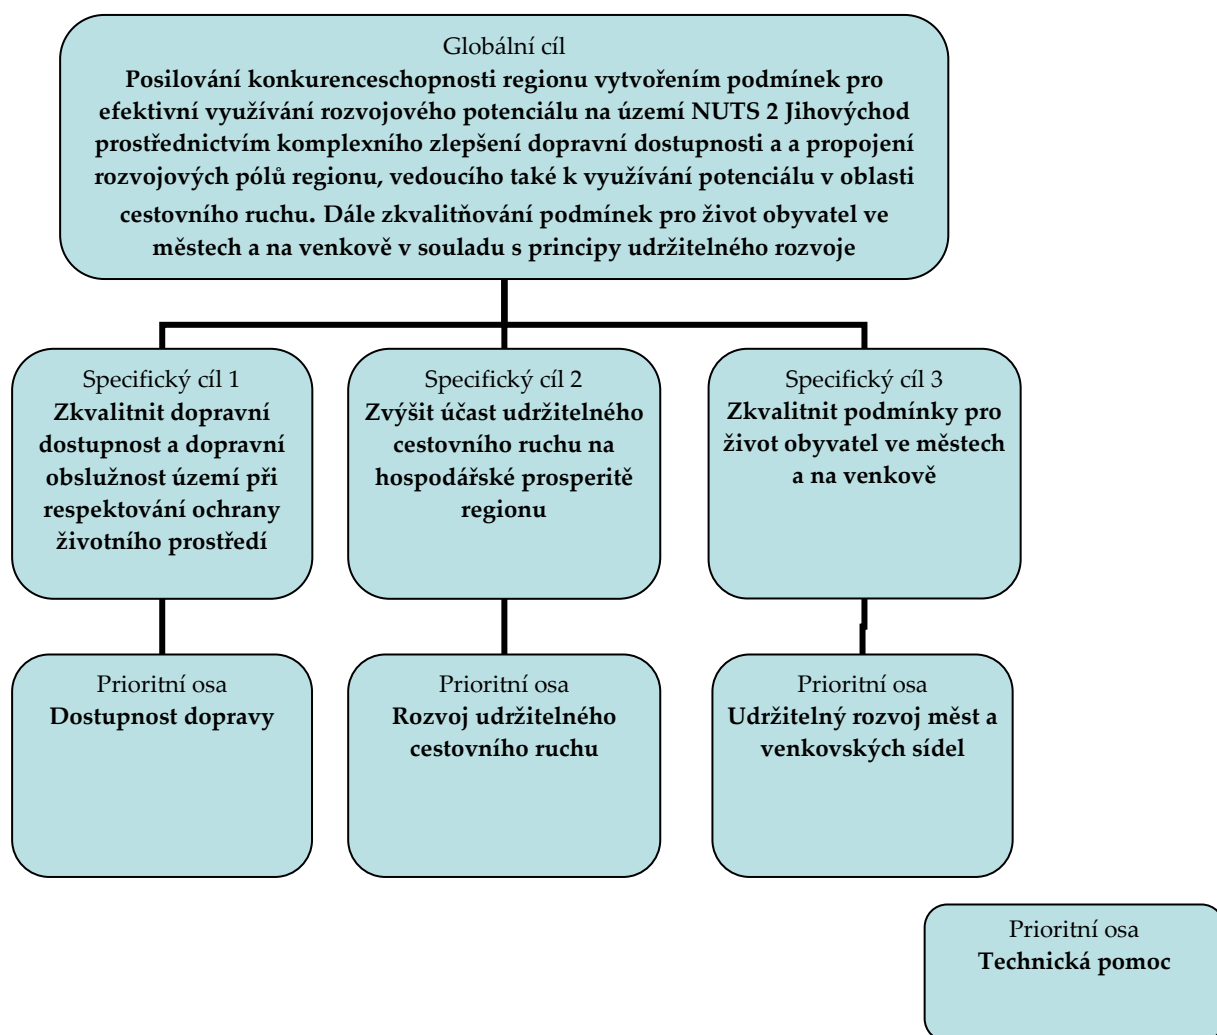 Globální cíl
Posilování konkurenceschopnosti regionu vytvořením podmínek pro
efektivní využívání rozvojového potenciálu na území NUTS 2 Jihovýchod
prostřednictvím komplexního zlepšení dopravní dostupnosti a a propojení
rozvojových pólů regionu, vedoucího také k využívání potenciálu v oblasti
cestovního ruchu. Dále zkvalitňování podmínek pro život obyvatel ve
městech a na venkově v souladu s principy udržitelného rozvoje
Specifický cíl 1
Zkvalitnit dopravní
dostupnost a dopravní
obslužnost území při
respektování ochrany
životního prostředí
Specifický cíl 2
Zvýšit účast udržitelného
cestovního ruchu na
hospodářské prosperitě
regionu
Specifický cíl 3
Zkvalitnit podmínky pro
život obyvatel ve městech
a na venkově
Prioritní osa
Dostupnost dopravy
Prioritní osa
Rozvoj udržitelného
cestovního ruchu
Prioritní osa
Udržitelný rozvoj měst a
venkovských sídel
Prioritní osa
Technická pomoc